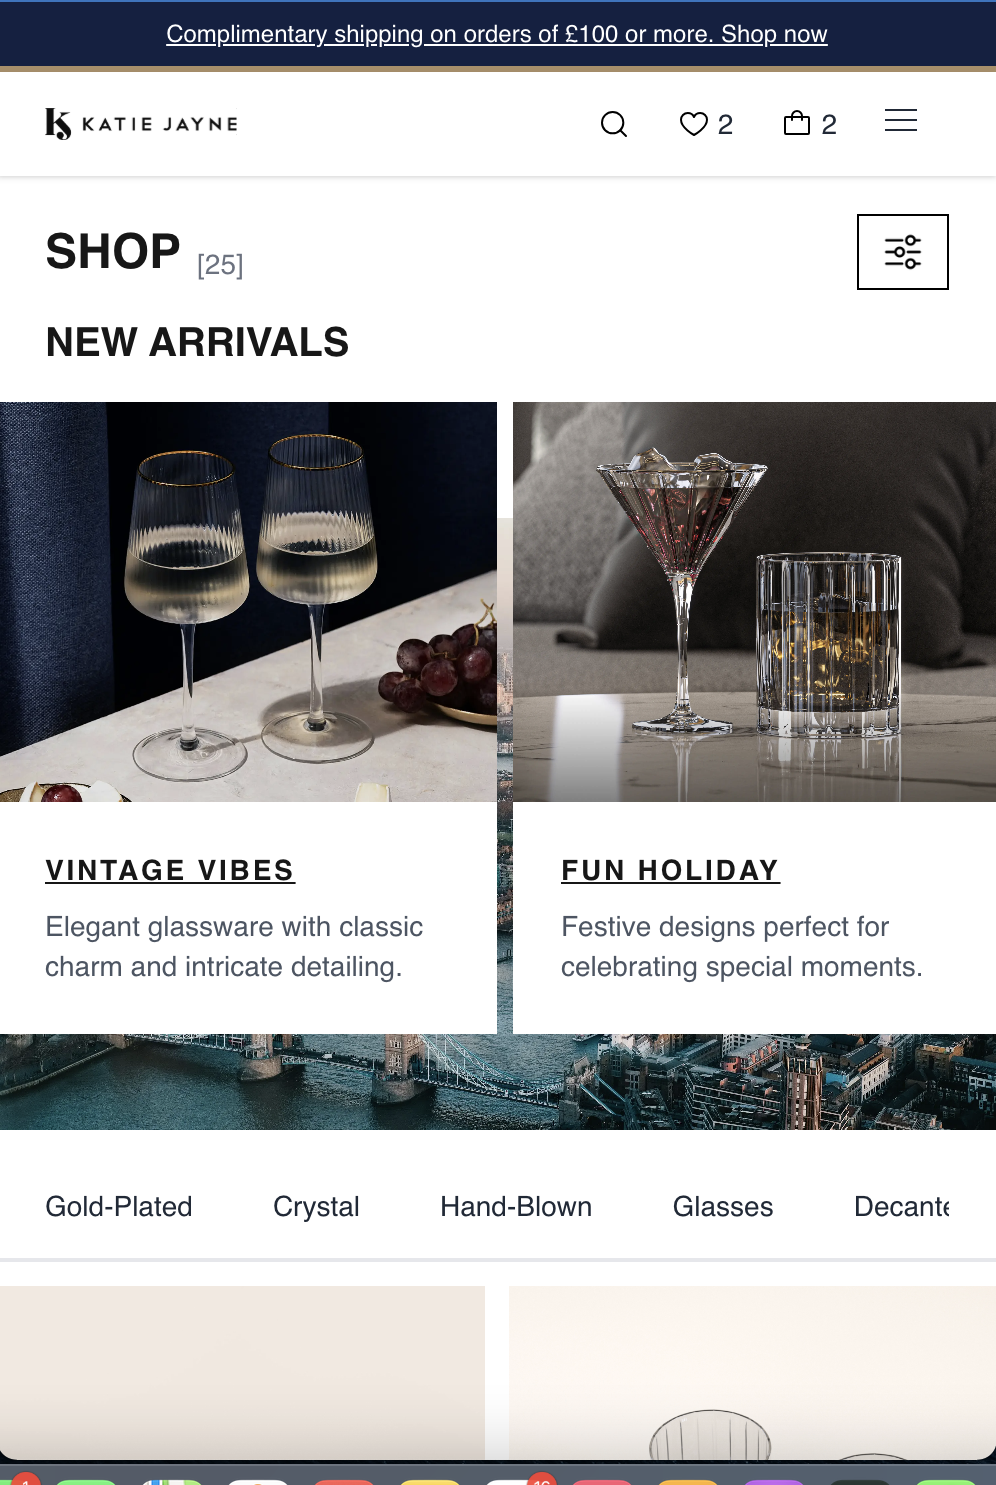 Complimentary shipping on orders of £100 or more. Shop now
KATIE JAYNE
2
2
SHOP [25]
NEW ARRIVALS
VINTAGE VIBES
Elegant glassware with classic
charm and intricate detailing.
FUN HOLIDAY
Festive designs perfect for
celebrating special moments.
Gold-Plated Crystal Hand-Blown Glasses